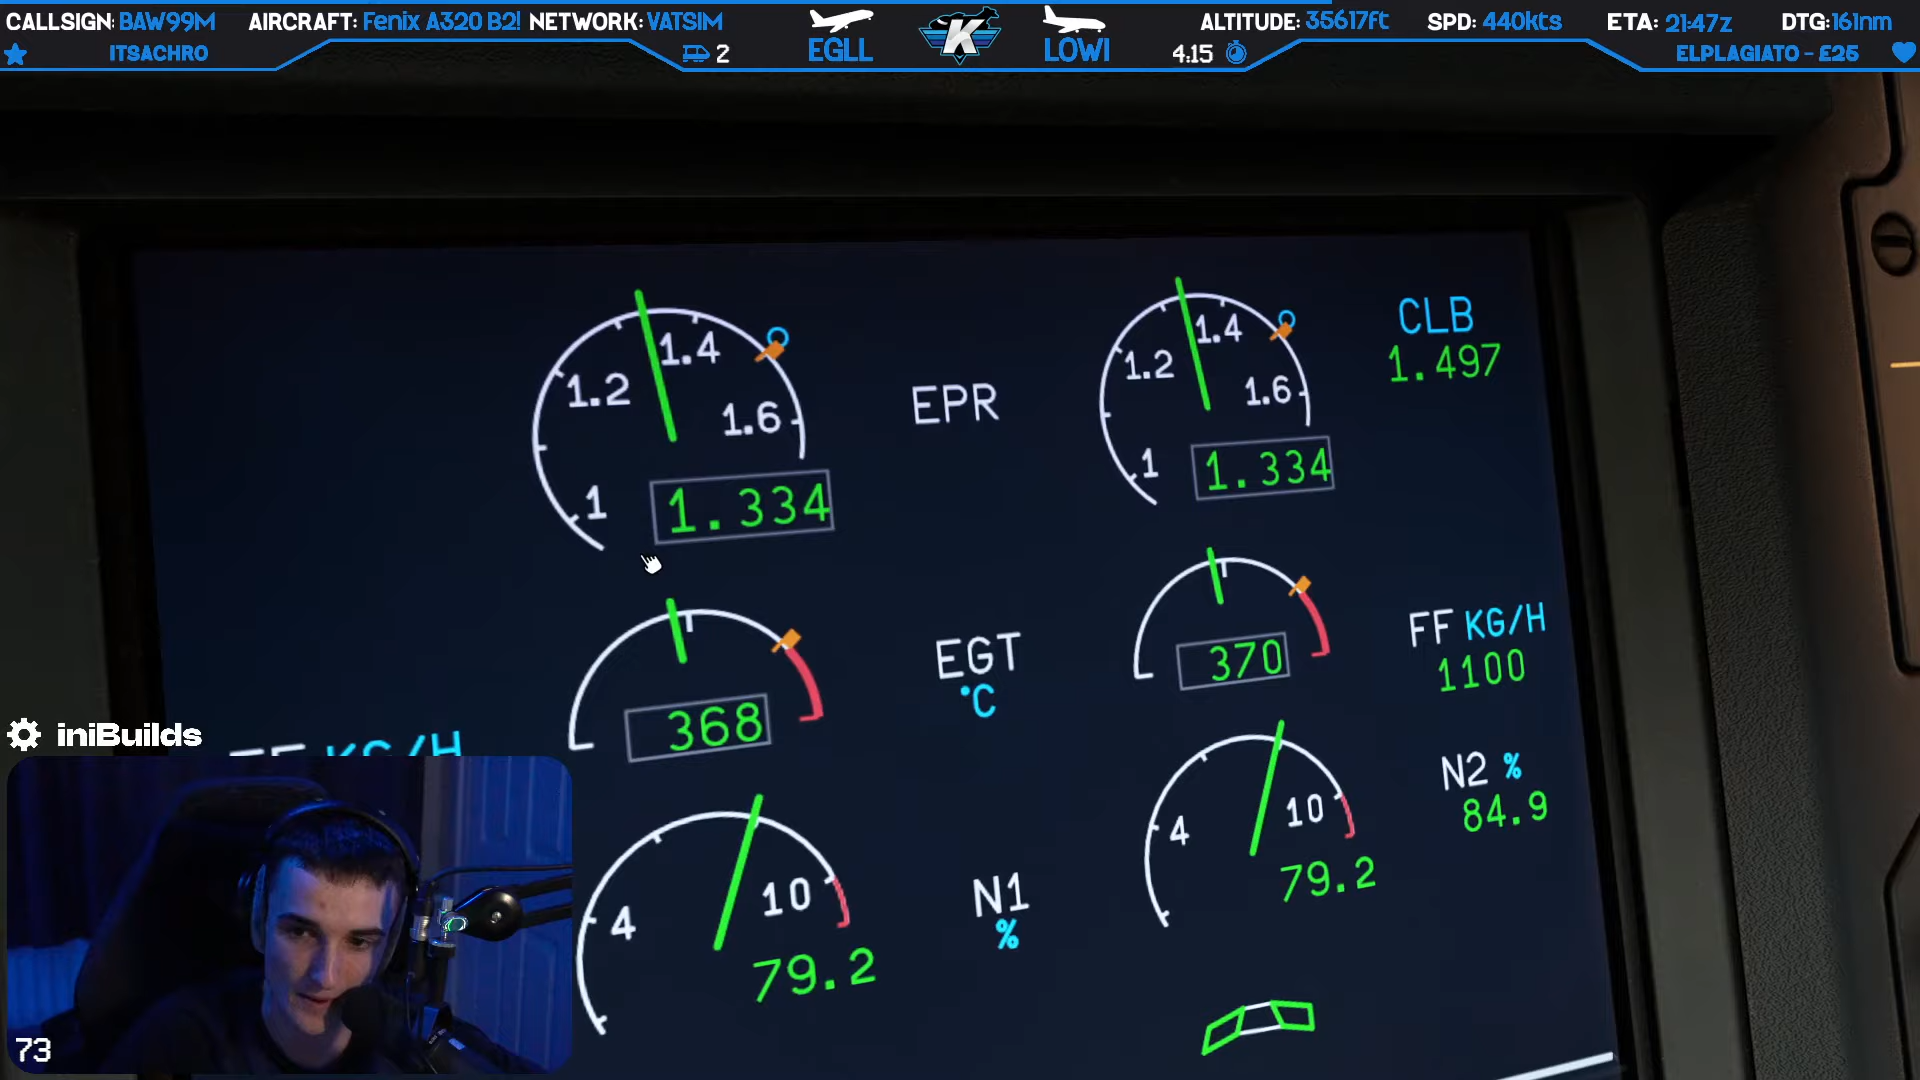 CALLSIGN: BAW99M AIRCRAFT: Fenix A320 B2! NETWORK: VATSIM ALTITUDE: 35617ft SPD: 440kts ETA: 21:47z DTG: 161nm
ITSACHRO 2 EGLL K LOWI 4:15 ELPLAGIATO - £25
1 1.2 1.4 1.6
1.334
EPR
1 1.2 1.4 1.6
1.334
CLB
1.497
368
EGT
°C
370
FF KG/H
1100
FF KG/H
4 10
79.2
N1
%
4 10
79.2
N2 %
84.9
iniBuilds
73